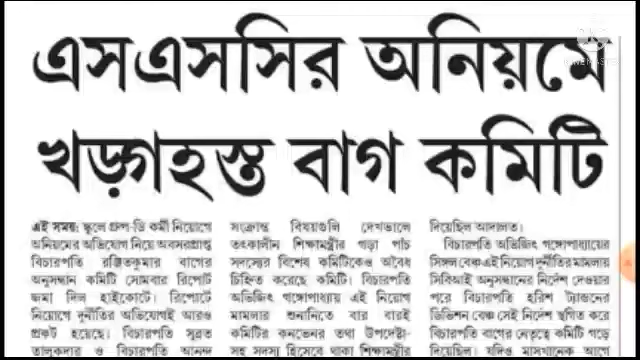 এসএসসির অনিয়মে
খড়্গহস্ত বাগ কমিটি
এই সময়: স্কুলে গ্রুপ-ডি কর্মী নিয়োগে
অনিয়মের অভিযোগ নিয়ে অবসরপ্রাপ্ত
বিচারপতি রঞ্জিতকুমার বাগের
অনুসন্ধান কমিটি সোমবার রিপোর্ট
জমা দিল হাইকোর্টে। রিপোর্টে
নিয়োগে দুর্নীতির অভিযোগই আরও
প্রকট হয়েছে। বিচারপতি সুব্রত
তালুকদার ও বিচারপতি আনন্দ
সংক্রান্ত বিষয়গুলি দেখভালে
তৎকালীন শিক্ষামন্ত্রীর গড়া পাঁচ
সদস্যের বিশেষ কমিটিকেও অবৈধ
চিহ্নিত করেছে কমিটি। বিচারপতি
অভিজিৎ গঙ্গোপাধ্যায় এই নিয়োগ
মামলার শুনানিতে বার বারই
কমিটির কনভেনর তথা উপদেষ্টা-
সহ সদস্য হিসেবে থাকা শিক্ষামন্ত্রীর
দিয়েছিল আদালত।
বিচারপতি অভিজিৎ গঙ্গোপাধ্যায়ের
সিঙ্গল বেঞ্চ এই নিয়োগ দুর্নীতির মামলায়
সিবিআই অনুসন্ধানের নির্দেশ দেওয়ার
পরে বিচারপতি হরিশ ট্যান্ডনের
ডিভিশন বেঞ্চ সেই নির্দেশ স্থগিত করে
বিচারপতি বাগের নেতৃত্বে কমিটি গড়ে
দিয়েছিল। যদিও মাসখানেক আগে